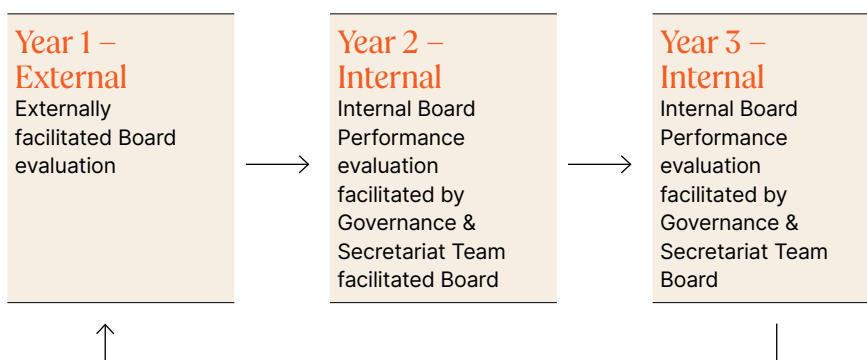 Year 1 –
External
Externally
facilitated Board
evaluation
Year 2 –
Internal
Internal Board
Performance
evaluation
facilitated by
Governance &
Secretariat Team
facilitated Board
Year 3 –
Internal
Internal Board
Performance
evaluation
facilitated by
Governance &
Secretariat Team
Board